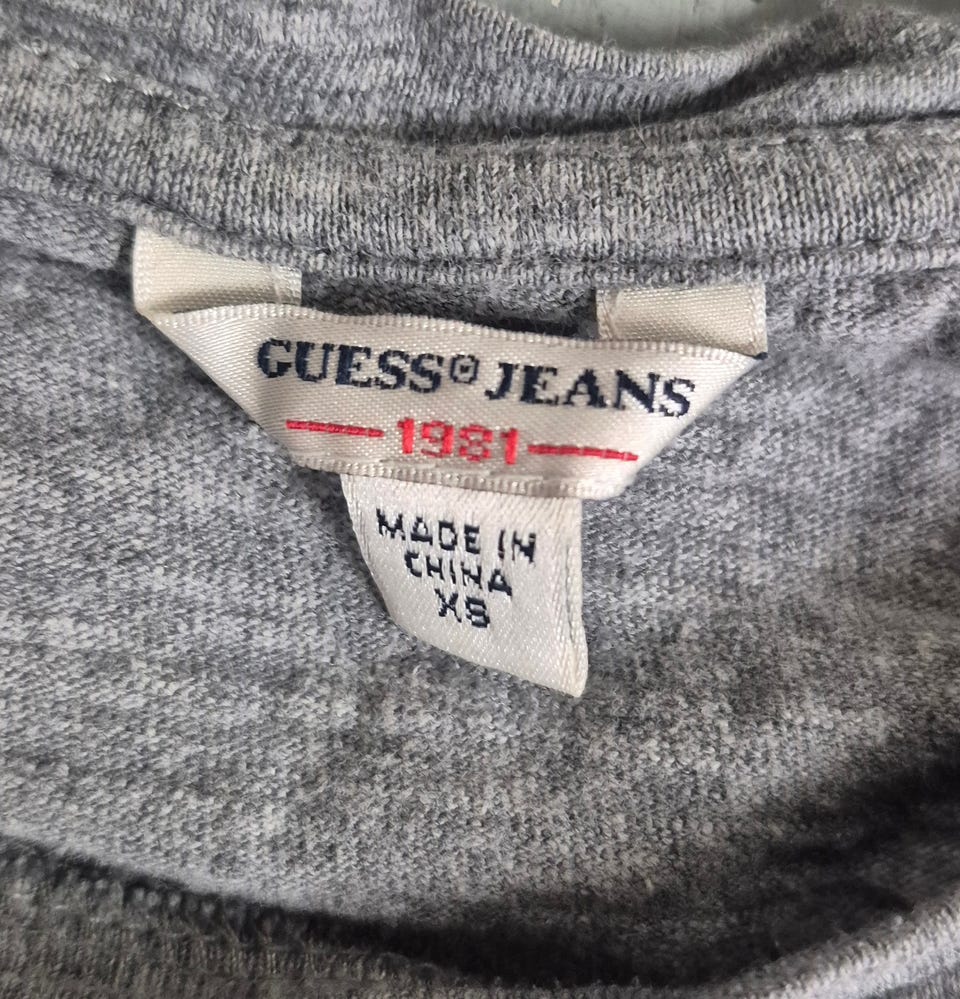 GUESS® JEANS
1981
MADE IN
CHINA
XS